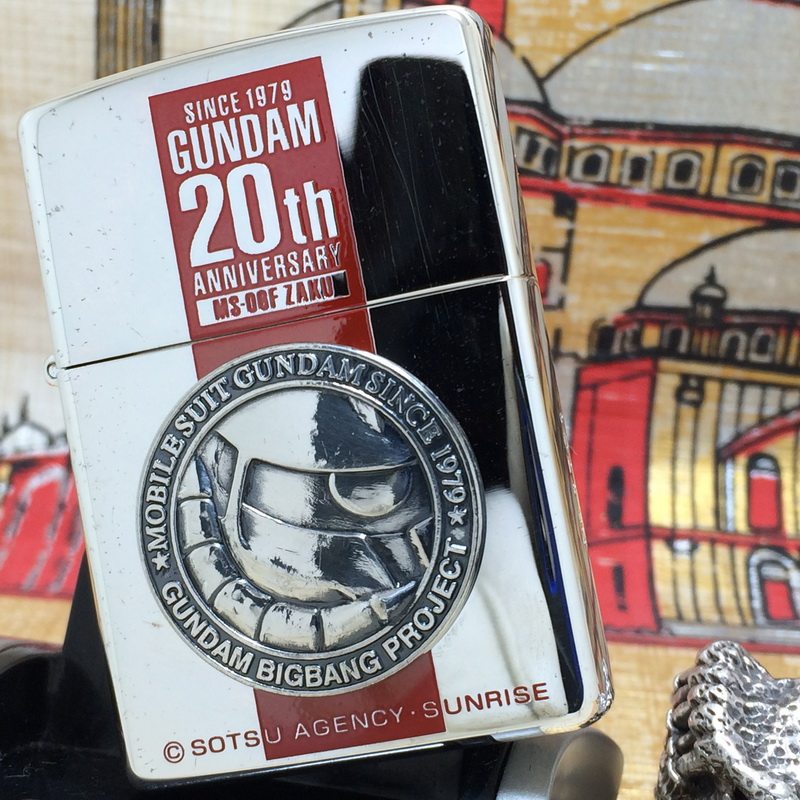 SINCE 1979
GUNDAM
20th
ANNIVERSARY
MS-06F ZAKU
★MOBILE SUIT GUNDAM SINCE 1979★
GUNDAM BIGBANG PROJECT
© SOTSU AGENCY・SUNRISE